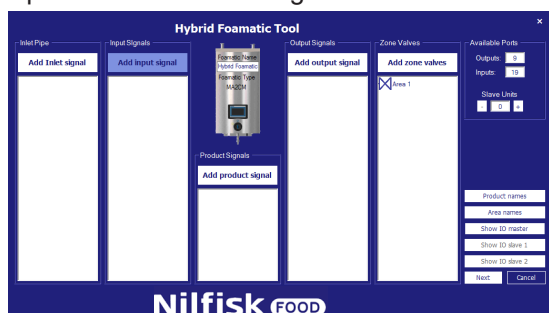 Hybrid Foamatic Tool
×
Inlet Pipe
Add Inlet signal
Input Signals
Add input signal
Foamatic Name
Hybrid Foamatic
Foamatic Type
MA2CM
Product Signals
Add product signal
Output Signals
Add output signal
Zone Valves
Add zone valves
Area 1
Available Ports
Outputs: 9
Inputs: 19
Slave Units
- 0 +
Product names
Area names
Show IO master
Show IO slave 1
Show IO slave 2
Next Cancel
Nilfisk FOOD